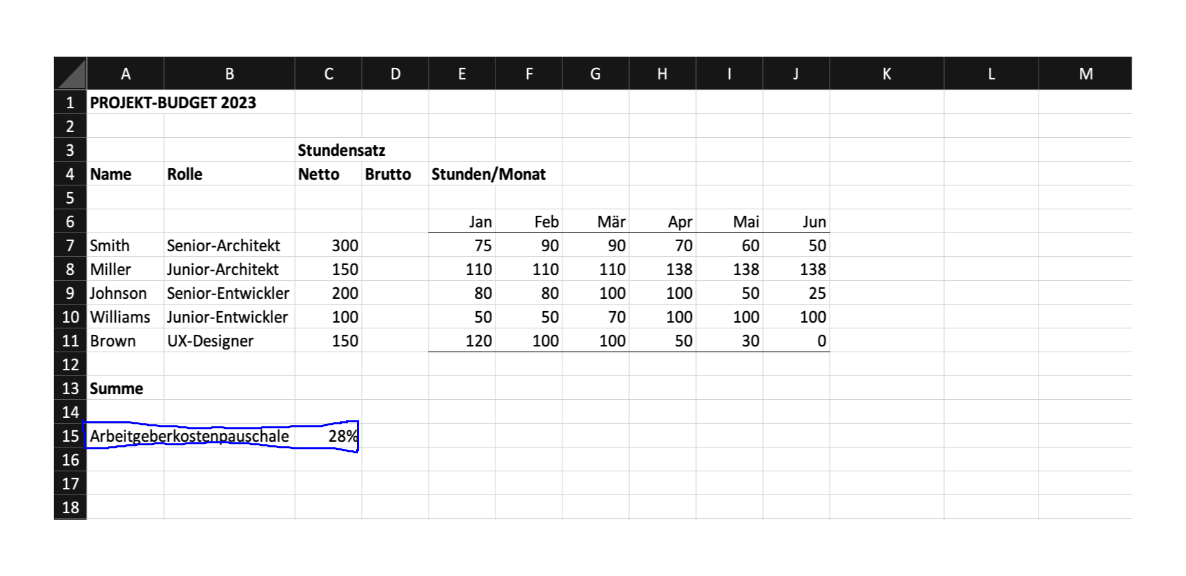 A B C D E F G H I J K L M
1 PROJEKT-BUDGET 2023
2
3 Stundensatz
4 Name Rolle Netto Brutto Stunden/Monat
5
6 Jan Feb Mär Apr Mai Jun
7 Smith Senior-Architekt 300 75 90 90 70 60 50
8 Miller Junior-Architekt 150 110 110 110 138 138 138
9 Johnson Senior-Entwickler 200 80 80 100 100 50 25
10 Williams Junior-Entwickler 100 50 50 70 100 100 100
11 Brown UX-Designer 150 120 100 100 50 30 0
12
13 Summe
14
15 Arbeitgeberkostenpauschale 28%
16
17
18